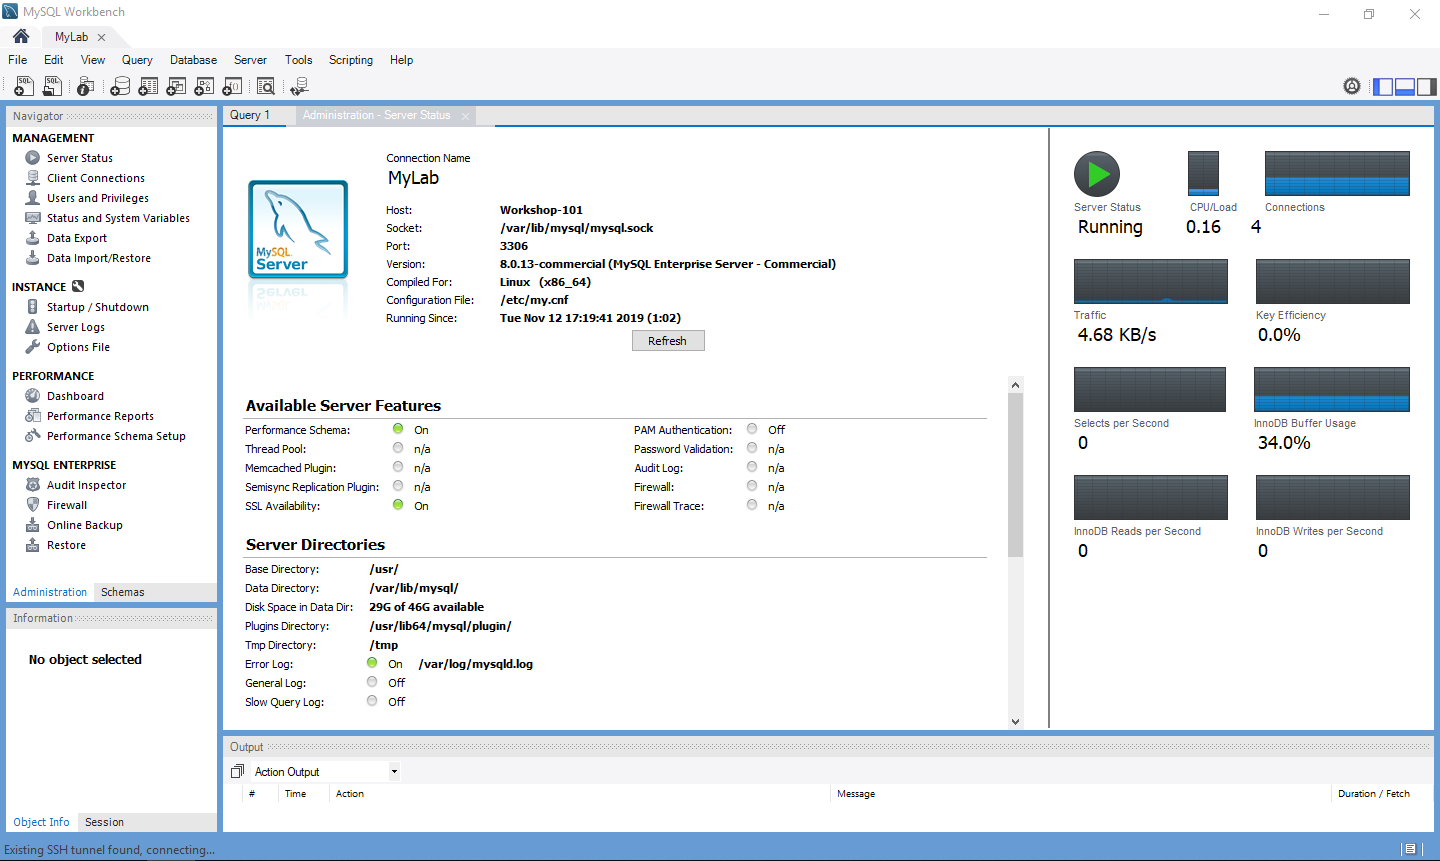 MySQL Workbench
MyLab
File Edit View Query Database Server Tools Scripting Help
Navigator
MANAGEMENT
Server Status
Client Connections
Users and Privileges
Status and System Variables
Data Export
Data Import/Restore
INSTANCE
Startup / Shutdown
Server Logs
Options File
PERFORMANCE
Dashboard
Performance Reports
Performance Schema Setup
MYSQL ENTERPRISE
Audit Inspector
Firewall
Online Backup
Restore
Administration Schemas
Information
No object selected
Object Info Session
Query 1 Administration - Server Status
MySQL
Server
Connection Name
MyLab
Host: Workshop-101
Socket: /var/lib/mysql/mysql.sock
Port: 3306
Version: 8.0.13-commercial (MySQL Enterprise Server - Commercial)
Compiled For: Linux (x86_64)
Configuration File: /etc/my.cnf
Running Since: Tue Nov 12 17:19:41 2019 (1:02)
Refresh
Available Server Features
Performance Schema: On PAM Authentication: Off
Thread Pool: n/a Password Validation: n/a
Memcached Plugin: n/a Audit Log: n/a
Semisync Replication Plugin: n/a Firewall: n/a
SSL Availability: On Firewall Trace: n/a
Server Directories
Base Directory: /usr/
Data Directory: /var/lib/mysql/
Disk Space in Data Dir: 29G of 46G available
Plugins Directory: /usr/lib64/mysql/plugin/
Tmp Directory: /tmp
Error Log: On /var/log/mysqld.log
General Log: Off
Slow Query Log: Off
Server Status CPU/Load Connections
Running 0.16 4
Traffic Key Efficiency
4.68 KB/s 0.0%
Selects per Second InnoDB Buffer Usage
0 34.0%
InnoDB Reads per Second InnoDB Writes per Second
0 0
Output
Action Output
# Time Action Message Duration / Fetch
Existing SSH tunnel found, connecting...